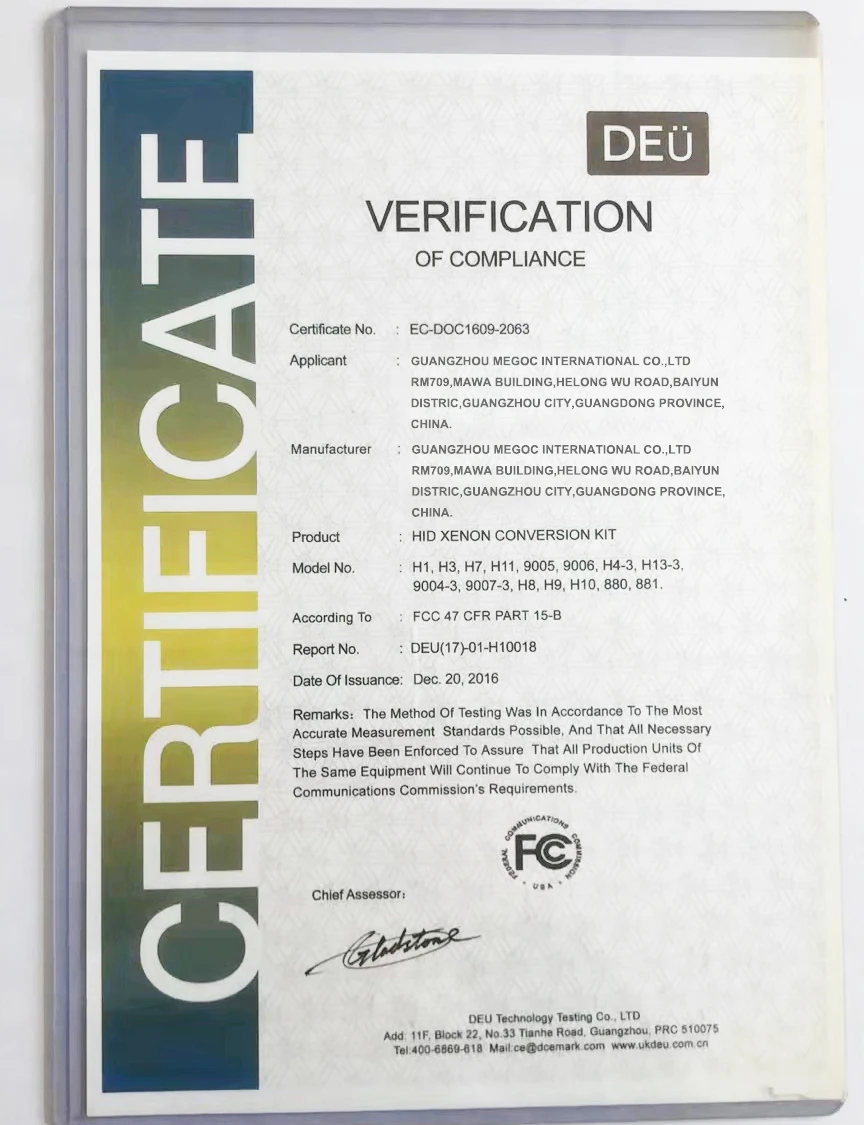 CERTIFICATE
DEÜ
VERIFICATION
OF COMPLIANCE
Certificate No. : EC-DOC1609-2063
Applicant : GUANGZHOU MEGOC INTERNATIONAL CO.,LTD
RM709,MAWA BUILDING,HELONG WU ROAD,BAIYUN
DISTRIC,GUANGZHOU CITY,GUANGDONG PROVINCE,
CHINA.
Manufacturer : GUANGZHOU MEGOC INTERNATIONAL CO.,LTD
RM709,MAWA BUILDING,HELONG WU ROAD,BAIYUN
DISTRIC,GUANGZHOU CITY,GUANGDONG PROVINCE,
CHINA.
Product : HID XENON CONVERSION KIT
Model No. : H1, H3, H7, H11, 9005, 9006, H4-3, H13-3,
9004-3, 9007-3, H8, H9, H10, 880, 881.
According To : FCC 47 CFR PART 15-B
Report No. : DEU(17)-01-H10018
Date Of Issuance: Dec. 20, 2016
Remarks: The Method Of Testing Was In Accordance To The Most
Accurate Measurement Standards Possible, And That All Necessary
Steps Have Been Enforced To Assure That All Production Units Of
The Same Equipment Will Continue To Comply With The Federal
Communications Commission's Requirements.
FEDERAL COMMUNICATIONS COMMISSION
FCC
• USA •
Chief Assessor:
Gladstone
DEU Technology Testing Co., LTD
Add: 11F, Block 22, No.33 Tianhe Road, Guangzhou, PRC 510075
Tel:400-6869-618 Mail:ce@dcemark.com www.ukdeu.com.cn